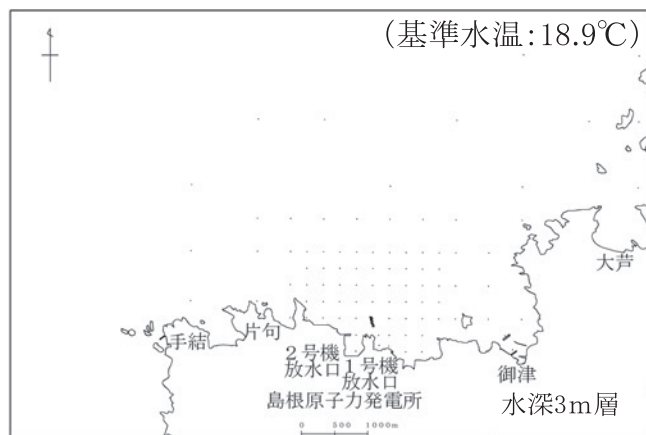 (基準水温:18.9℃)
大芦
手結
片句
2号機
放水口
1号機
放水口
御津
島根原子力発電所
水深3m層
0 500 1000m